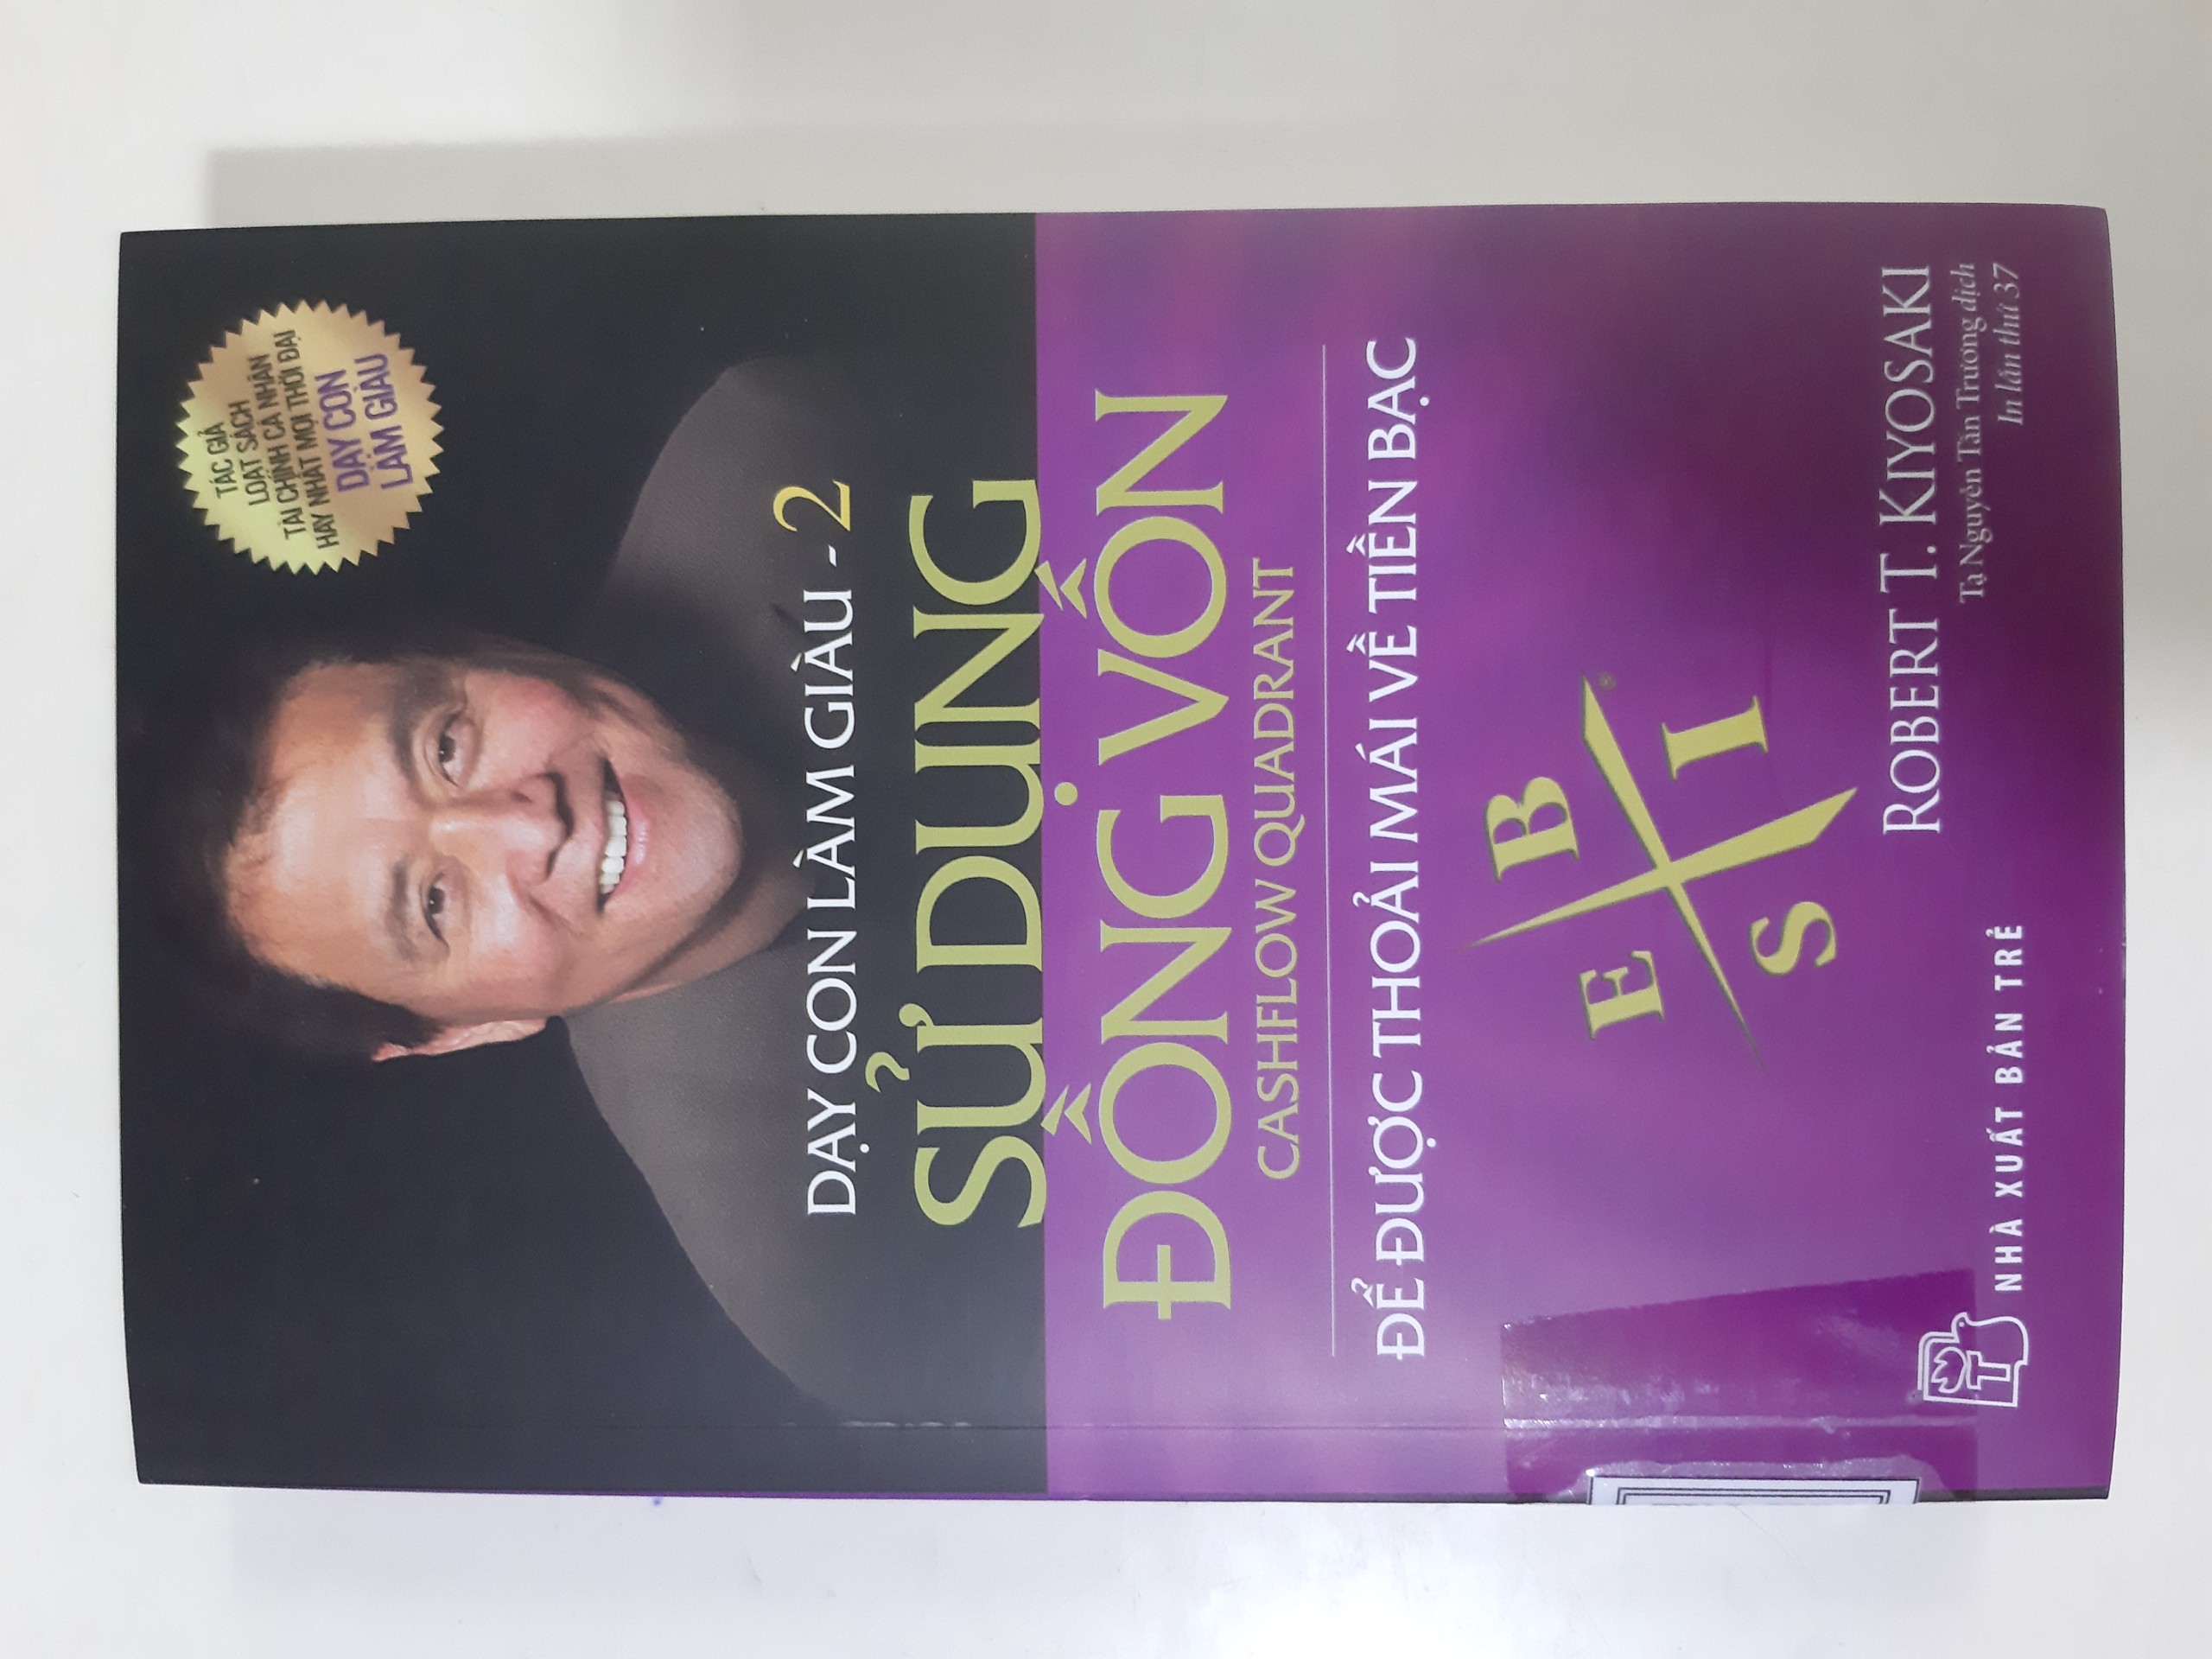 TÁC GIẢ
LOẠT SÁCH
TÀI CHÍNH CÁ NHÂN
HAY NHẤT MỌI THỜI ĐẠI
DẠY CON
LÀM GIÀU
DẠY CON LÀM GIÀU - 2
SỬ DỤNG
ĐỒNG VỐN
CASHFLOW QUADRANT
ĐỂ ĐƯỢC THOẢI MÁI VỀ TIỀN BẠC
E B
S I
®
ROBERT T. KIYOSAKI
Tạ Nguyễn Tấn Trương dịch
In lần thứ 37
NHÀ XUẤT BẢN TRẺ